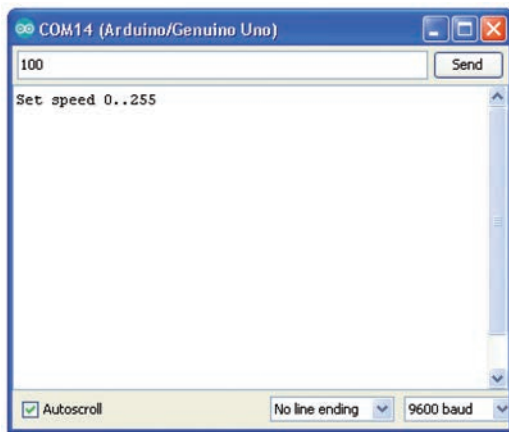 COM14 (Arduino/Genuino Uno)
100
Send
Set speed 0..255
Autoscroll
No line ending
9600 baud